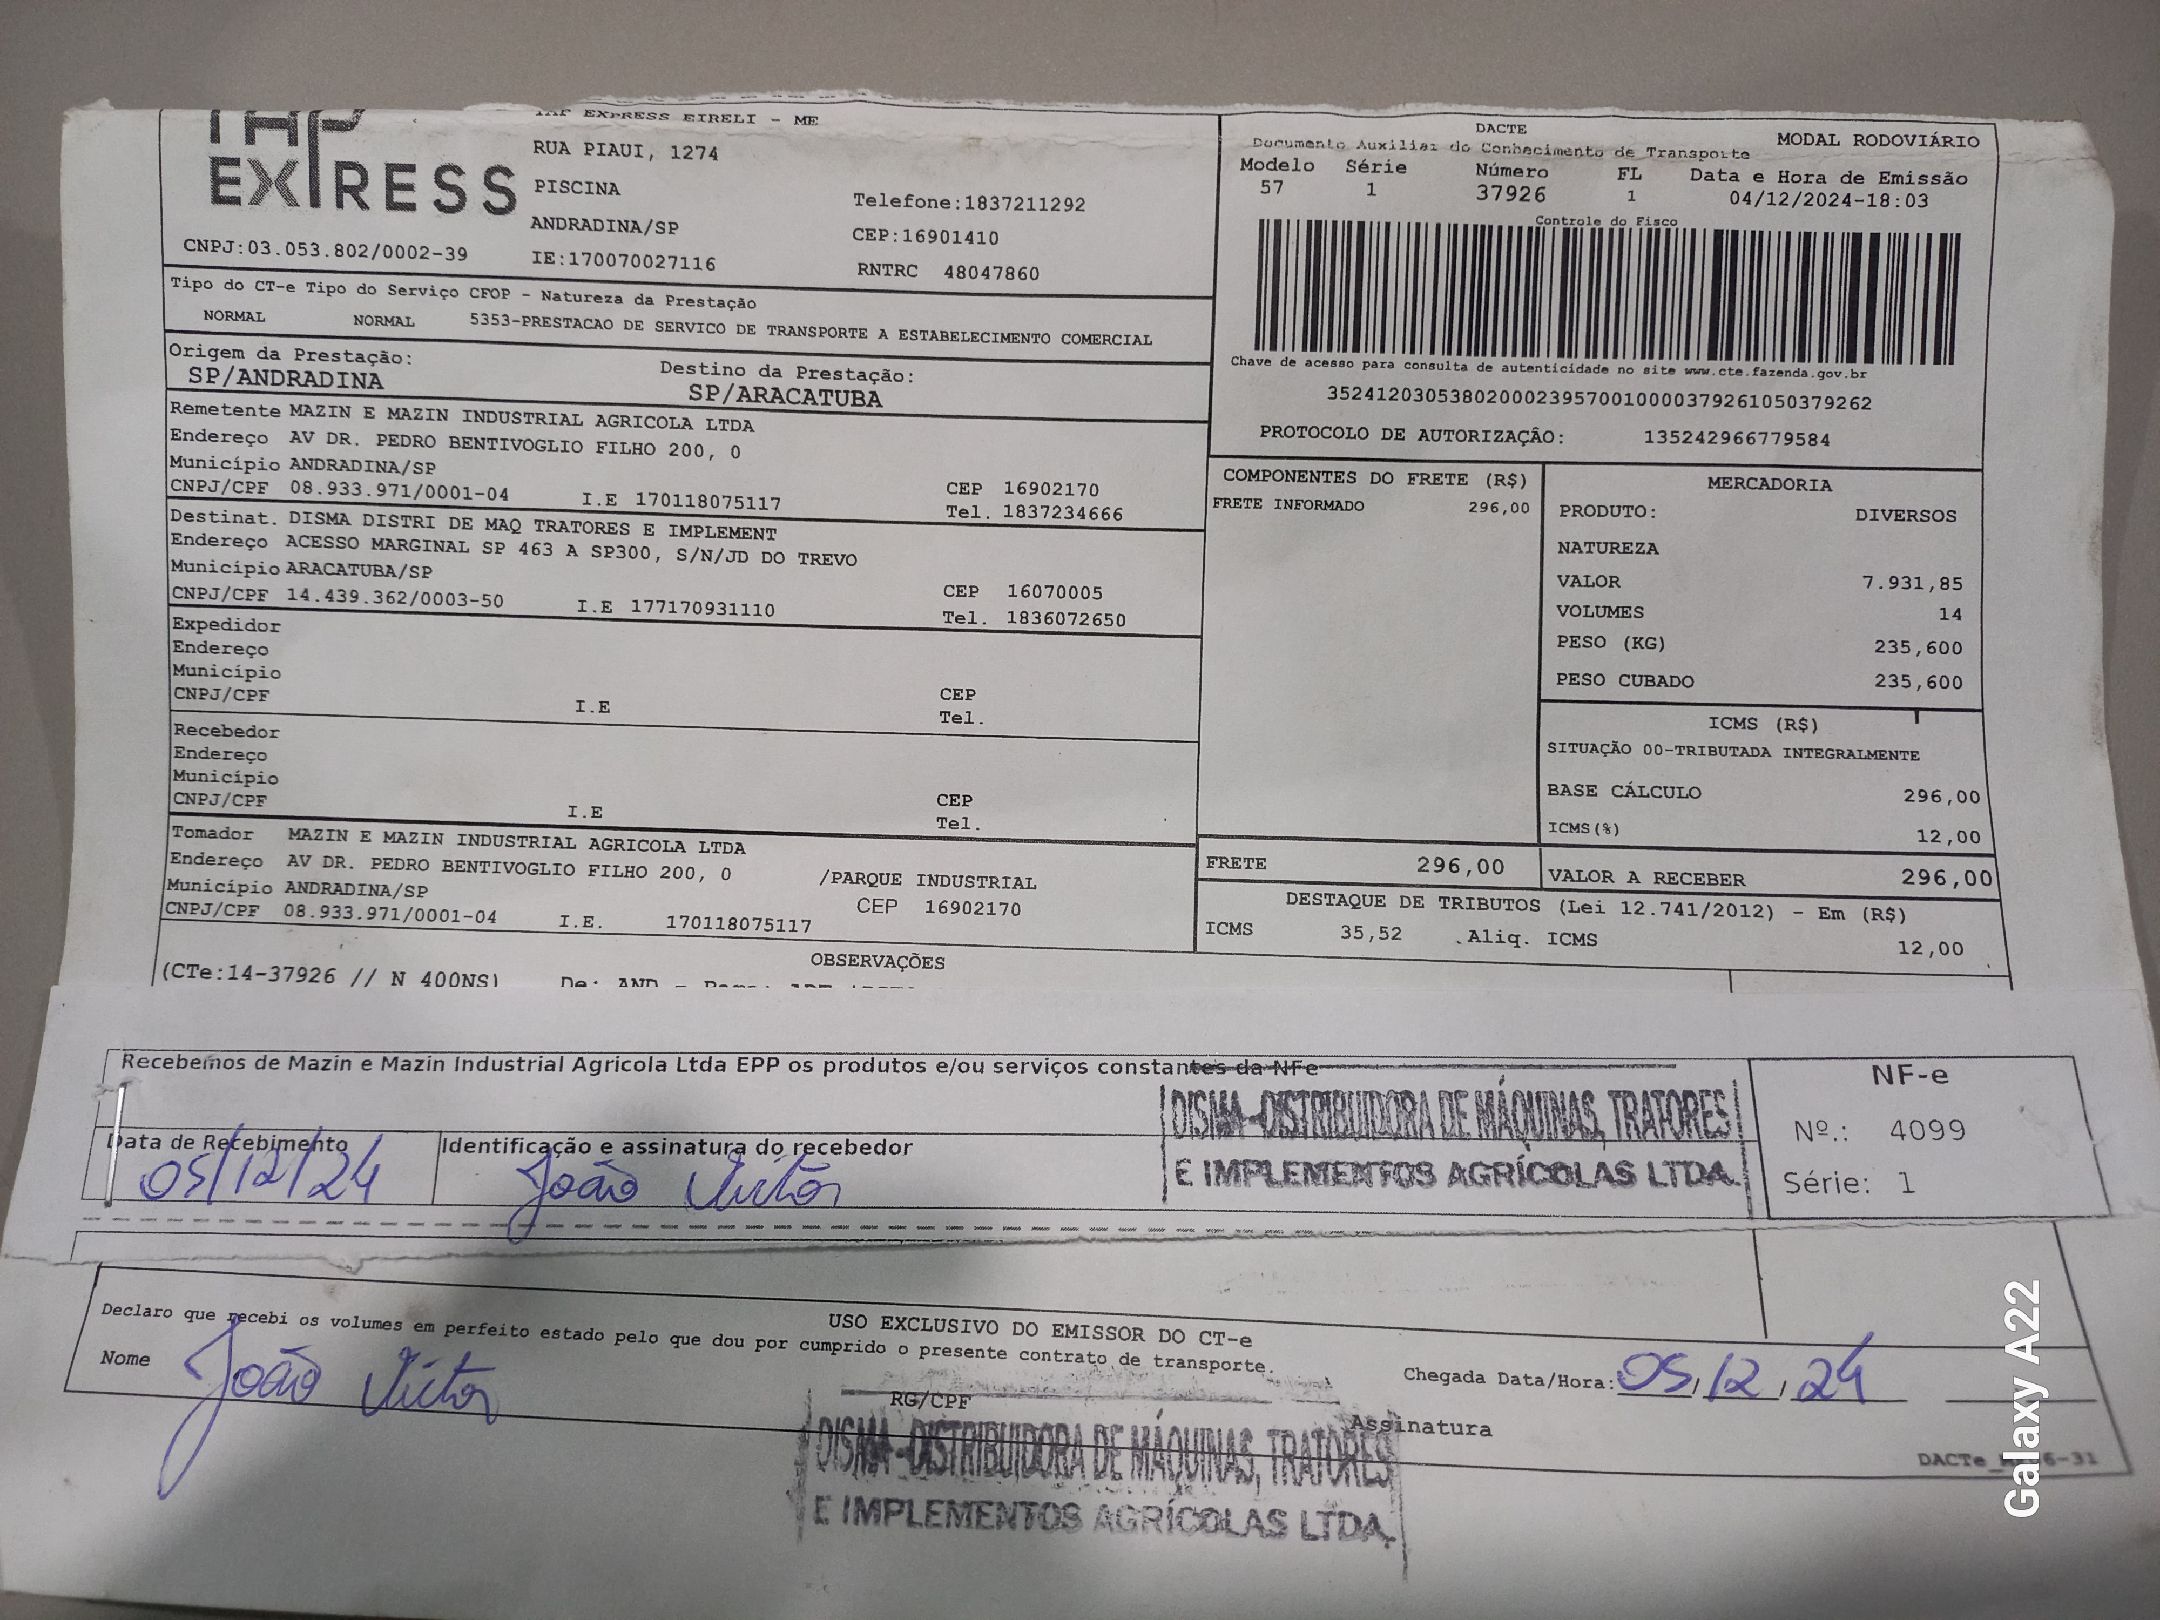 TAP
EXPRESS
TAP EXPRESS EIRELI - ME
RUA PIAUI, 1274
PISCINA
ANDRADINA/SP
Telefone:1837211292
CEP:16901410
CNPJ:03.053.802/0002-39
IE:170070027116
RNTRC 48047860
DACTE
MODAL RODOVIÁRIO
Documento Auxiliar do Conhecimento de Transporte
Modelo Série Número FL Data e Hora de Emissão
57 1 37926 1 04/12/2024-18:03
Controle do Fisco
Chave de acesso para consulta de autenticidade no site www.cte.fazenda.gov.br
35241203053802000239570010000379261050379262
PROTOCOLO DE AUTORIZAÇÃO: 135242966779584
Tipo do CT-e Tipo do Serviço CFOP - Natureza da Prestação
NORMAL NORMAL 5353-PRESTACAO DE SERVICO DE TRANSPORTE A ESTABELECIMENTO COMERCIAL
Origem da Prestação:
SP/ANDRADINA
Destino da Prestação:
SP/ARACATUBA
Remetente MAZIN E MAZIN INDUSTRIAL AGRICOLA LTDA
Endereço AV DR. PEDRO BENTIVOGLIO FILHO 200, 0
Município ANDRADINA/SP
CEP 16902170
CNPJ/CPF 08.933.971/0001-04 I.E 170118075117
Tel. 1837234666
Destinat. DISMA DISTRI DE MAQ TRATORES E IMPLEMENT
Endereço ACESSO MARGINAL SP 463 A SP300, S/N/JD DO TREVO
Município ARACATUBA/SP
CEP 16070005
CNPJ/CPF 14.439.362/0003-50 I.E 177170931110
Tel. 1836072650
Expedidor
Endereço
Município
CNPJ/CPF I.E CEP
Tel.
Recebedor
Endereço
Município
CNPJ/CPF I.E CEP
Tel.
Tomador MAZIN E MAZIN INDUSTRIAL AGRICOLA LTDA
Endereço AV DR. PEDRO BENTIVOGLIO FILHO 200, 0 /PARQUE INDUSTRIAL
Município ANDRADINA/SP CEP 16902170
CNPJ/CPF 08.933.971/0001-04 I.E. 170118075117
COMPONENTES DO FRETE (R$)
FRETE INFORMADO 296,00
MERCADORIA
PRODUTO: DIVERSOS
NATUREZA
VALOR 7.931,85
VOLUMES 14
PESO (KG) 235,600
PESO CUBADO 235,600
ICMS (R$)
SITUAÇÃO 00-TRIBUTADA INTEGRALMENTE
BASE CÁLCULO 296,00
ICMS(%) 12,00
FRETE 296,00
VALOR A RECEBER 296,00
DESTAQUE DE TRIBUTOS (Lei 12.741/2012) - Em (R$)
ICMS 35,52 Aliq. ICMS 12,00
OBSERVAÇÕES
(CTe:14-37926 // N 400NS) De: AND -
Recebemos de Mazin e Mazin Industrial Agricola Ltda EPP os produtos e/ou serviços constantes da NFe
Data de Recebimento
05/12/24
Identificação e assinatura do recebedor
João Victor
DISMA - DISTRIBUIDORA DE MÁQUINAS, TRATORES
E IMPLEMENTOS AGRÍCOLAS LTDA.
NF-e
Nº.: 4099
Série: 1
USO EXCLUSIVO DO EMISSOR DO CT-e
Declaro que recebi os volumes em perfeito estado pelo que dou por cumprido o presente contrato de transporte.
Nome João Victor
RG/CPF
Chegada Data/Hora: 05/12/24
Assinatura
DISMA - DISTRIBUIDORA DE MÁQUINAS, TRATORES
E IMPLEMENTOS AGRÍCOLAS LTDA.
Galaxy A22